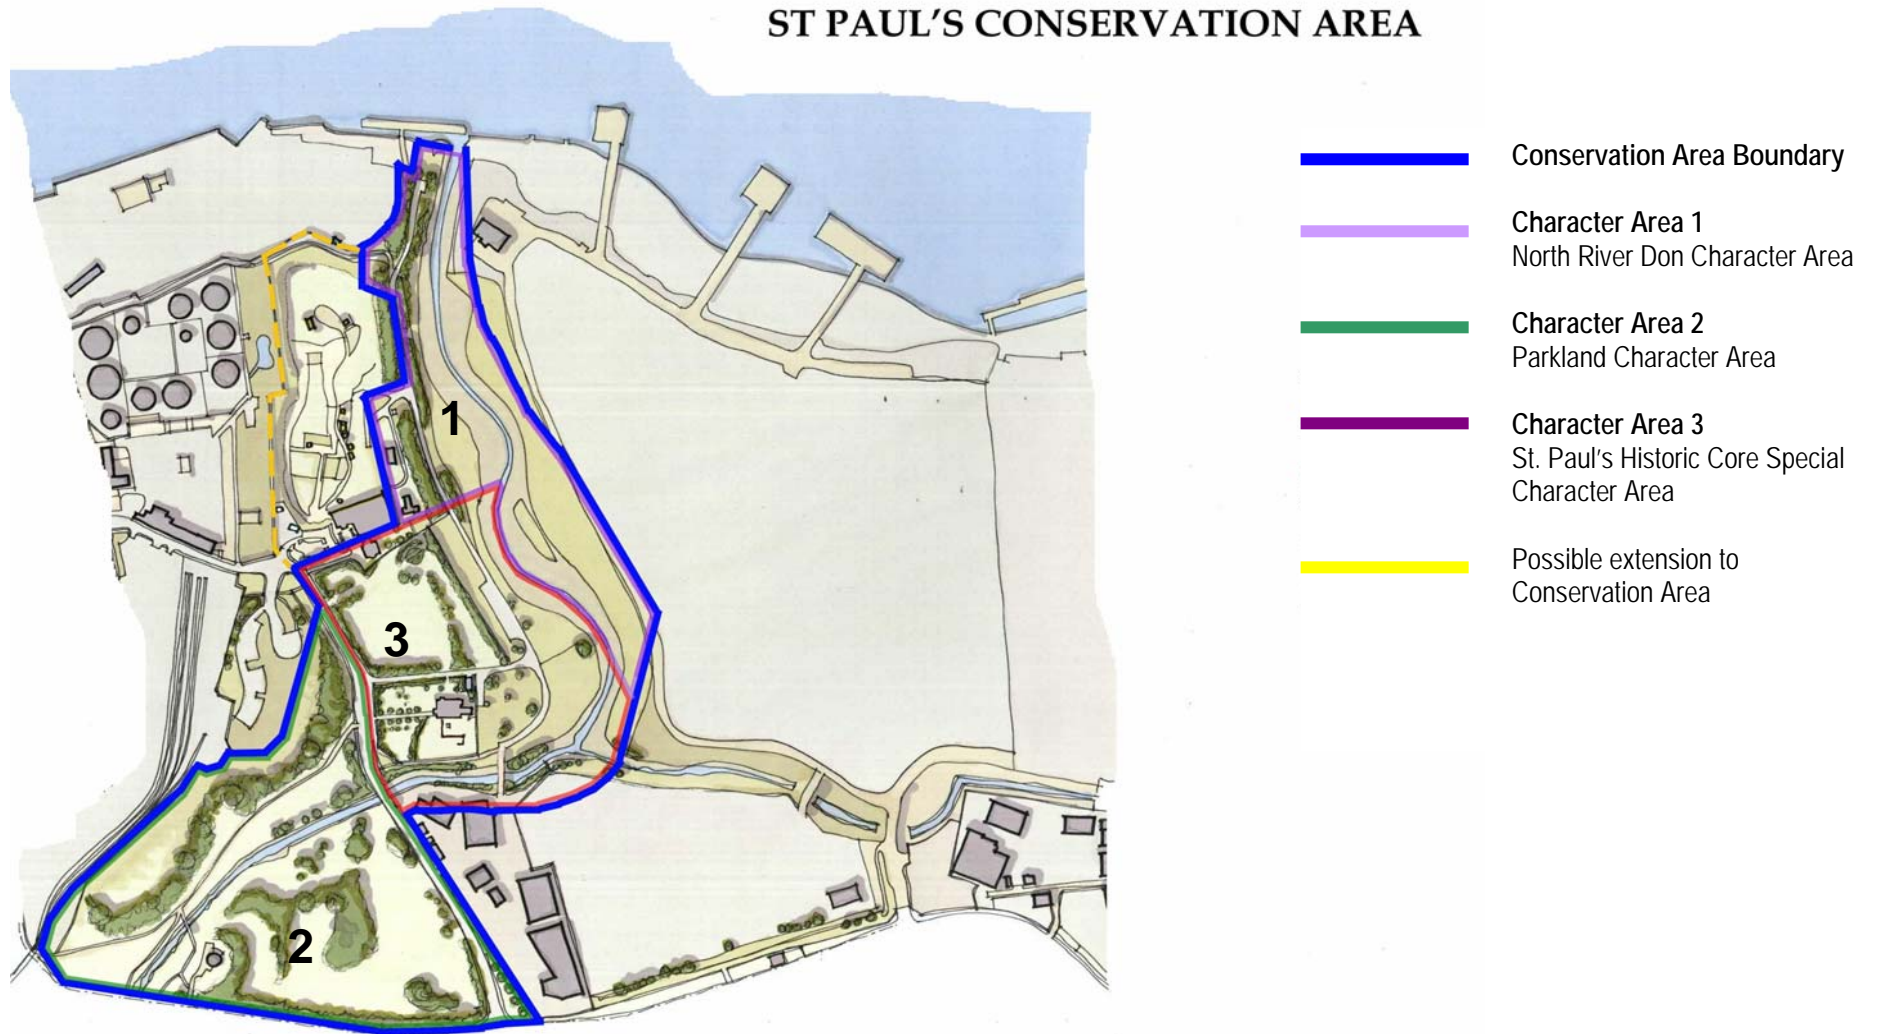 ST PAUL'S CONSERVATION AREA
Conservation Area Boundary
Character Area 1
North River Don Character Area
Character Area 2
Parkland Character Area
Character Area 3
St. Paul's Historic Core Special
Character Area
Possible extension to
Conservation Area
1
3
2